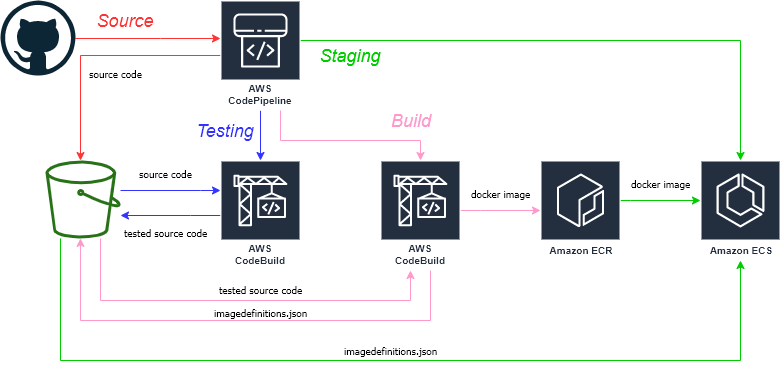 Source
Staging
source code
AWS
CodePipeline
Testing
Build
source code
docker image
docker image
tested source code
AWS
CodeBuild
AWS
CodeBuild
Amazon ECR
Amazon ECS
tested source code
imagedefinitions.json
imagedefinitions.json